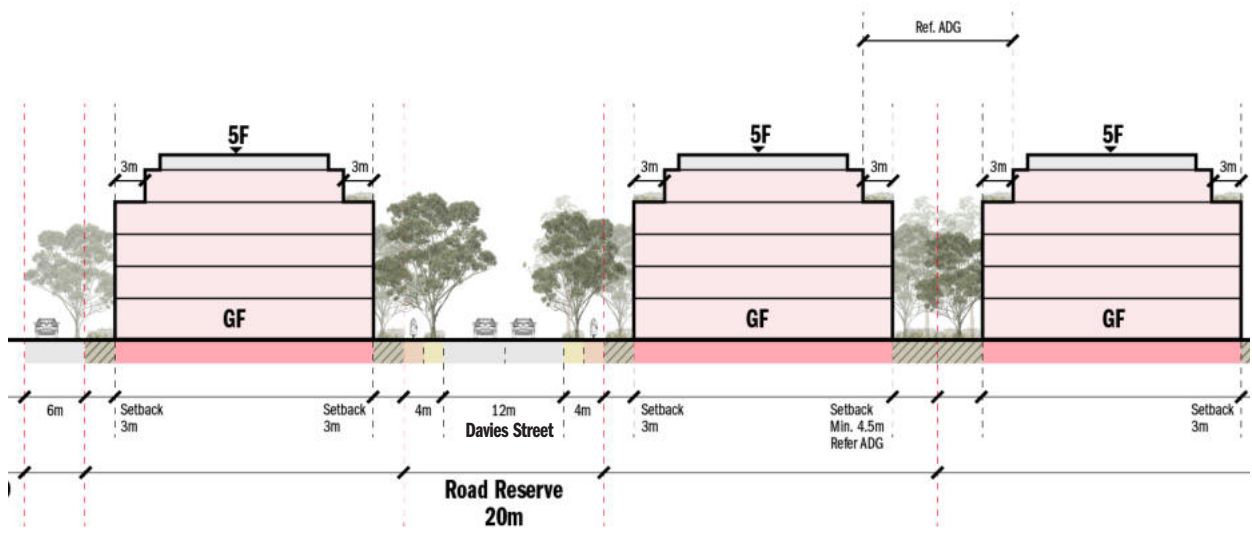 Ref. ADG
5F
5F
5F
3m
3m
3m
3m
3m
3m
GF
GF
GF
6m
Setback
3m
Setback
3m
4m
12m
4m
Davies Street
Setback
3m
Setback
Min. 4.5m
Refer ADG
Setback
3m
Road Reserve
20m